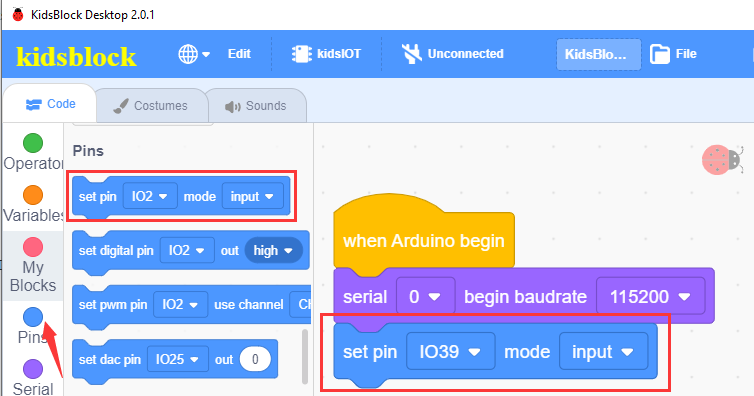 KidsBlock Desktop 2.0.1
kidsblock
Edit
kidsIOT
Unconnected
KidsBlo...
File
Code
Costumes
Sounds
Operator
Variables
My
Blocks
Pins
Serial
Pins
set pin IO2 mode input
set digital pin IO2 out high
set pwm pin IO2 use channel
set dac pin IO25 out 0
when Arduino begin
serial 0 begin baudrate 115200
set pin IO39 mode input